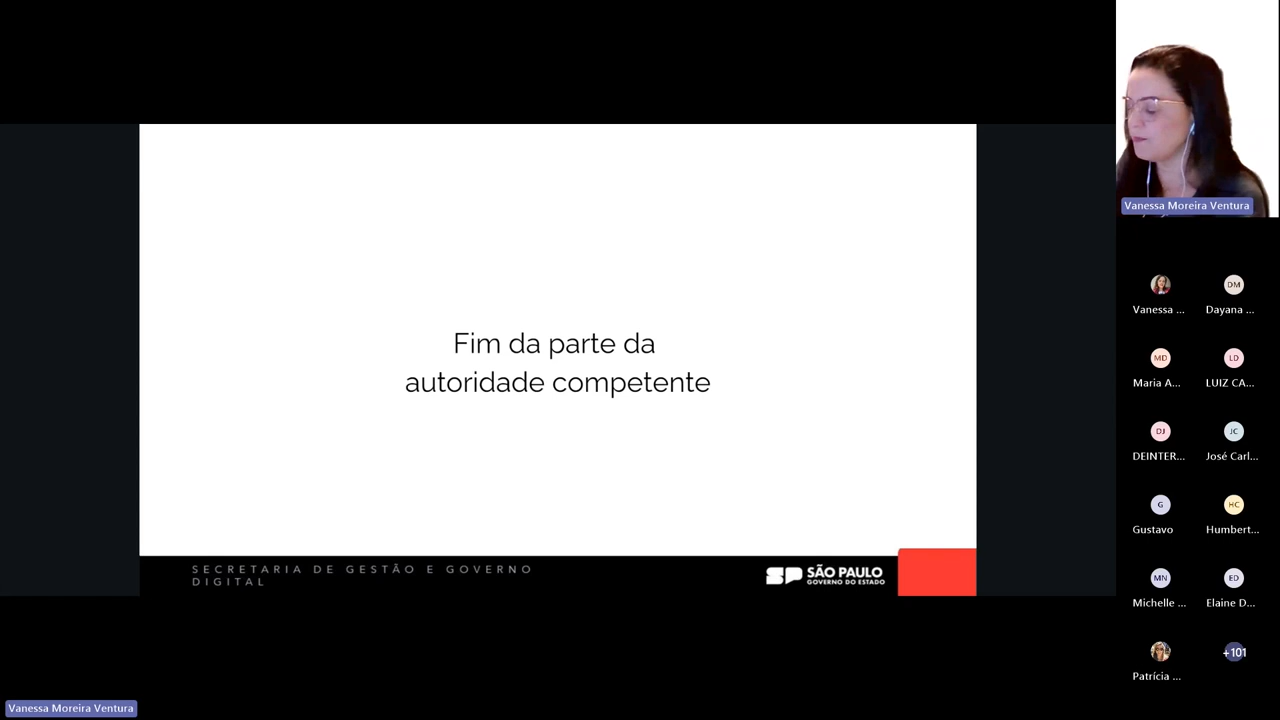 Fim da parte da
autoridade competente
SECRETARIA DE GESTÃO E GOVERNO
DIGITAL
SP SÃO PAULO
GOVERNO DO ESTADO
Vanessa Moreira Ventura
Vanessa ...
DM
Dayana ...
MD
Maria A...
LD
LUIZ CA...
DJ
DEINTER...
JC
José Carl...
G
Gustavo
HC
Humbert...
MN
Michelle ...
ED
Elaine D...
Patrícia ...
+101
Vanessa Moreira Ventura